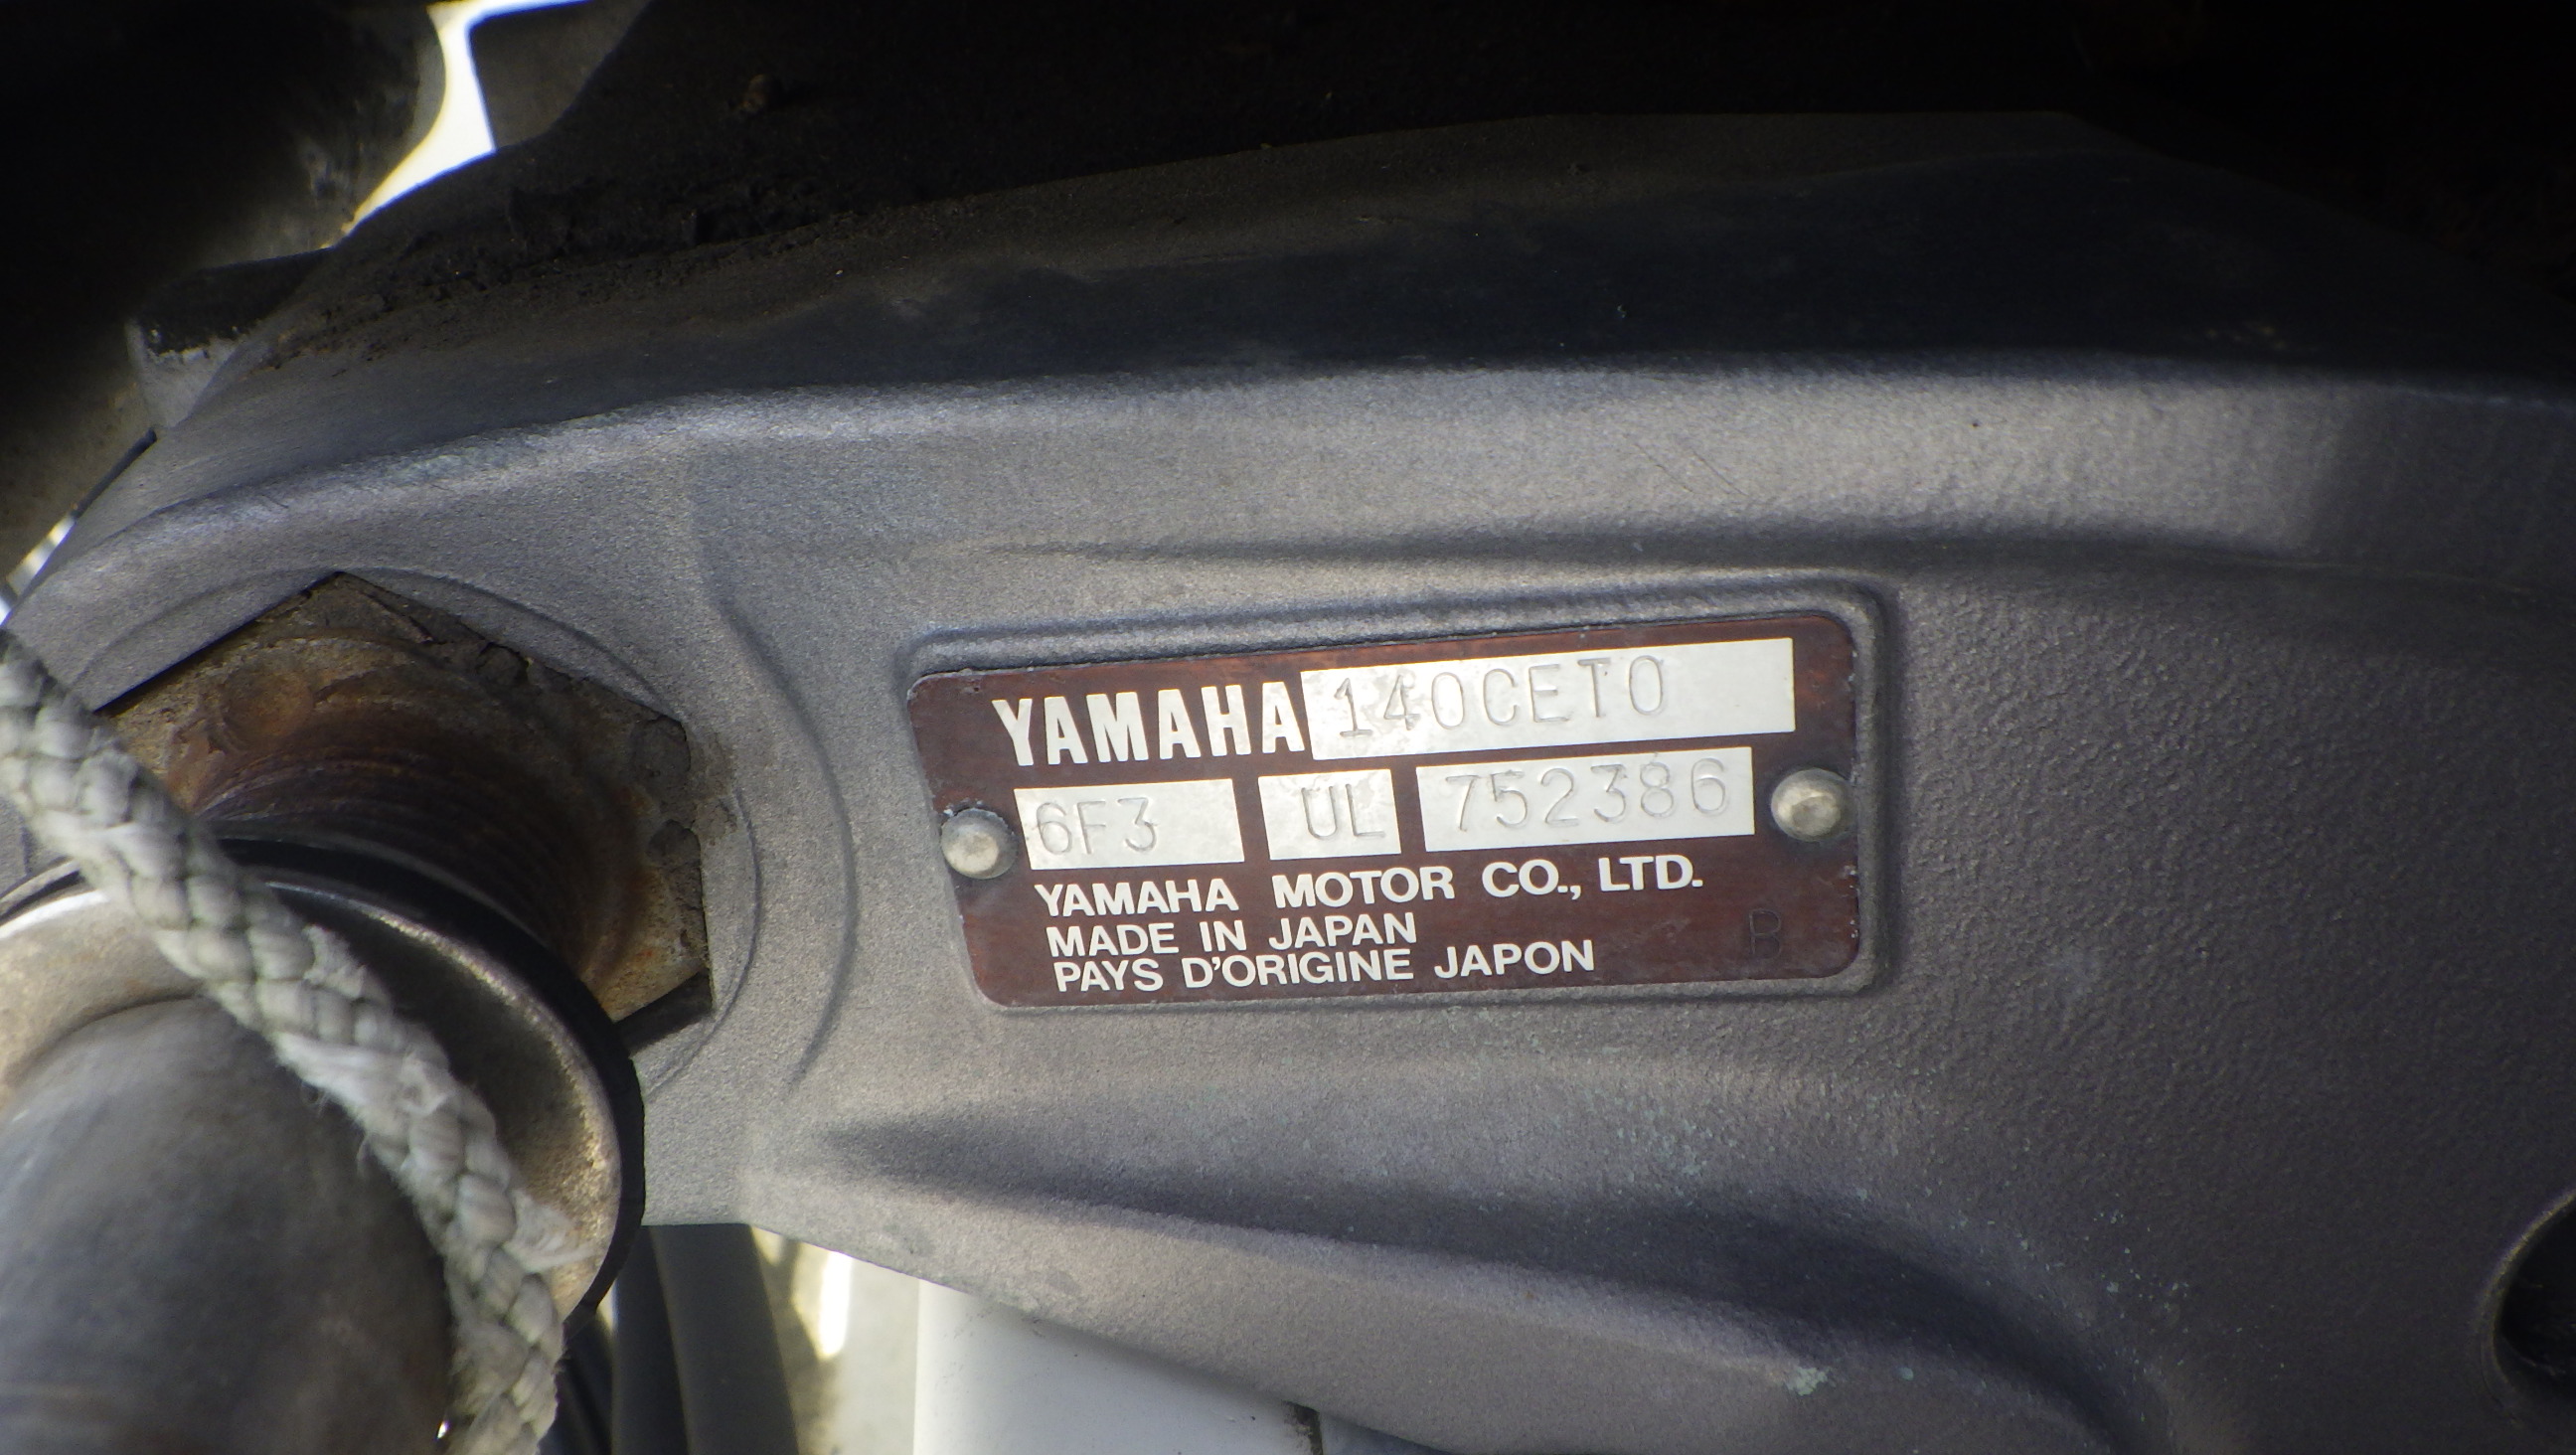 YAMAHA 140CETO
6F3 UL 752386
YAMAHA MOTOR CO., LTD.
MADE IN JAPAN
PAYS D'ORIGINE JAPON
B